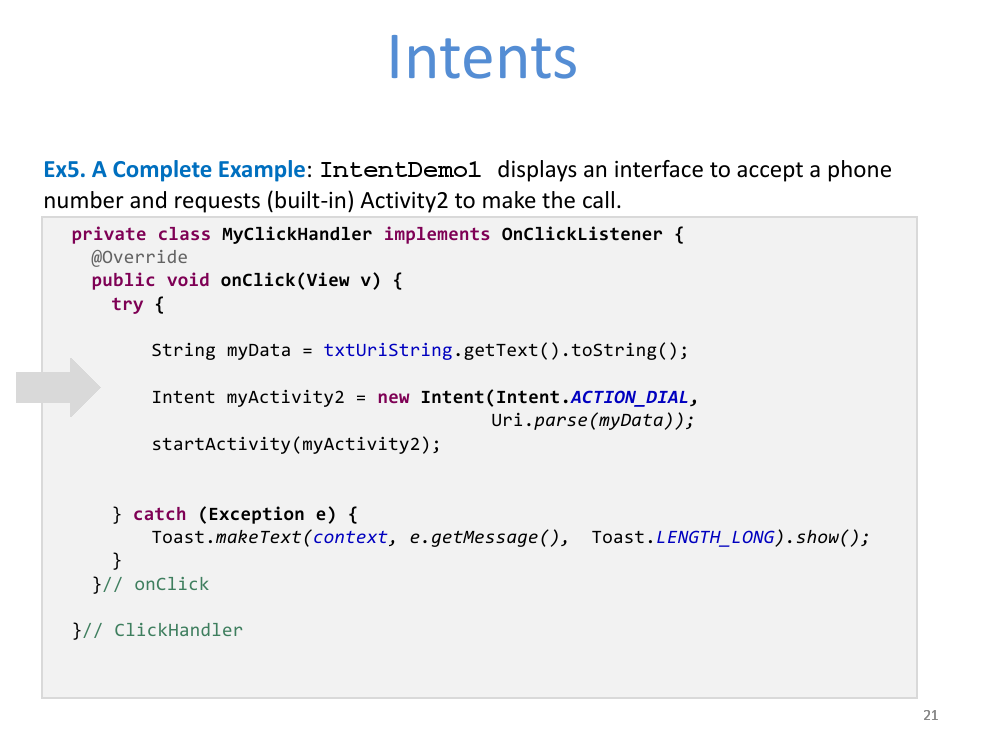 Intents
Ex5. A Complete Example: IntentDemo1 displays an interface to accept a phone
number and requests (built-in) Activity2 to make the call.
private class MyClickHandler implements OnClickListener {
@Override
public void onClick(View v) {
try {
String myData = txtUriString.getText().toString();
Intent myActivity2 = new Intent(Intent.ACTION_DIAL,
Uri.parse(myData));
startActivity(myActivity2);
} catch (Exception e) {
Toast.makeText(context, e.getMessage(), Toast.LENGTH_LONG).show();
}
}// onClick
}// ClickHandler
21